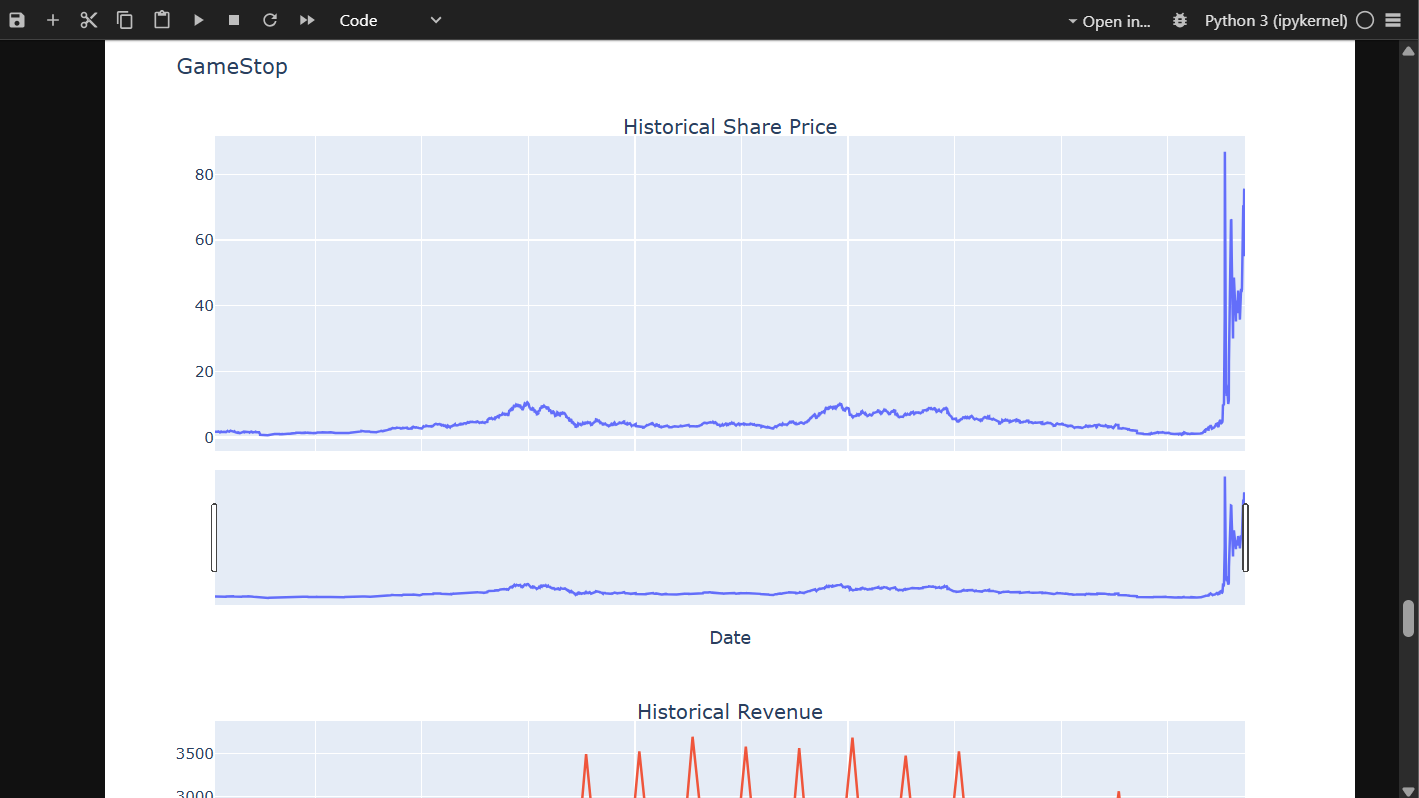 Code
Open in...
Python 3 (ipykernel)
GameStop
Historical Share Price
80
60
40
20
0
Date
Historical Revenue
3500
3000